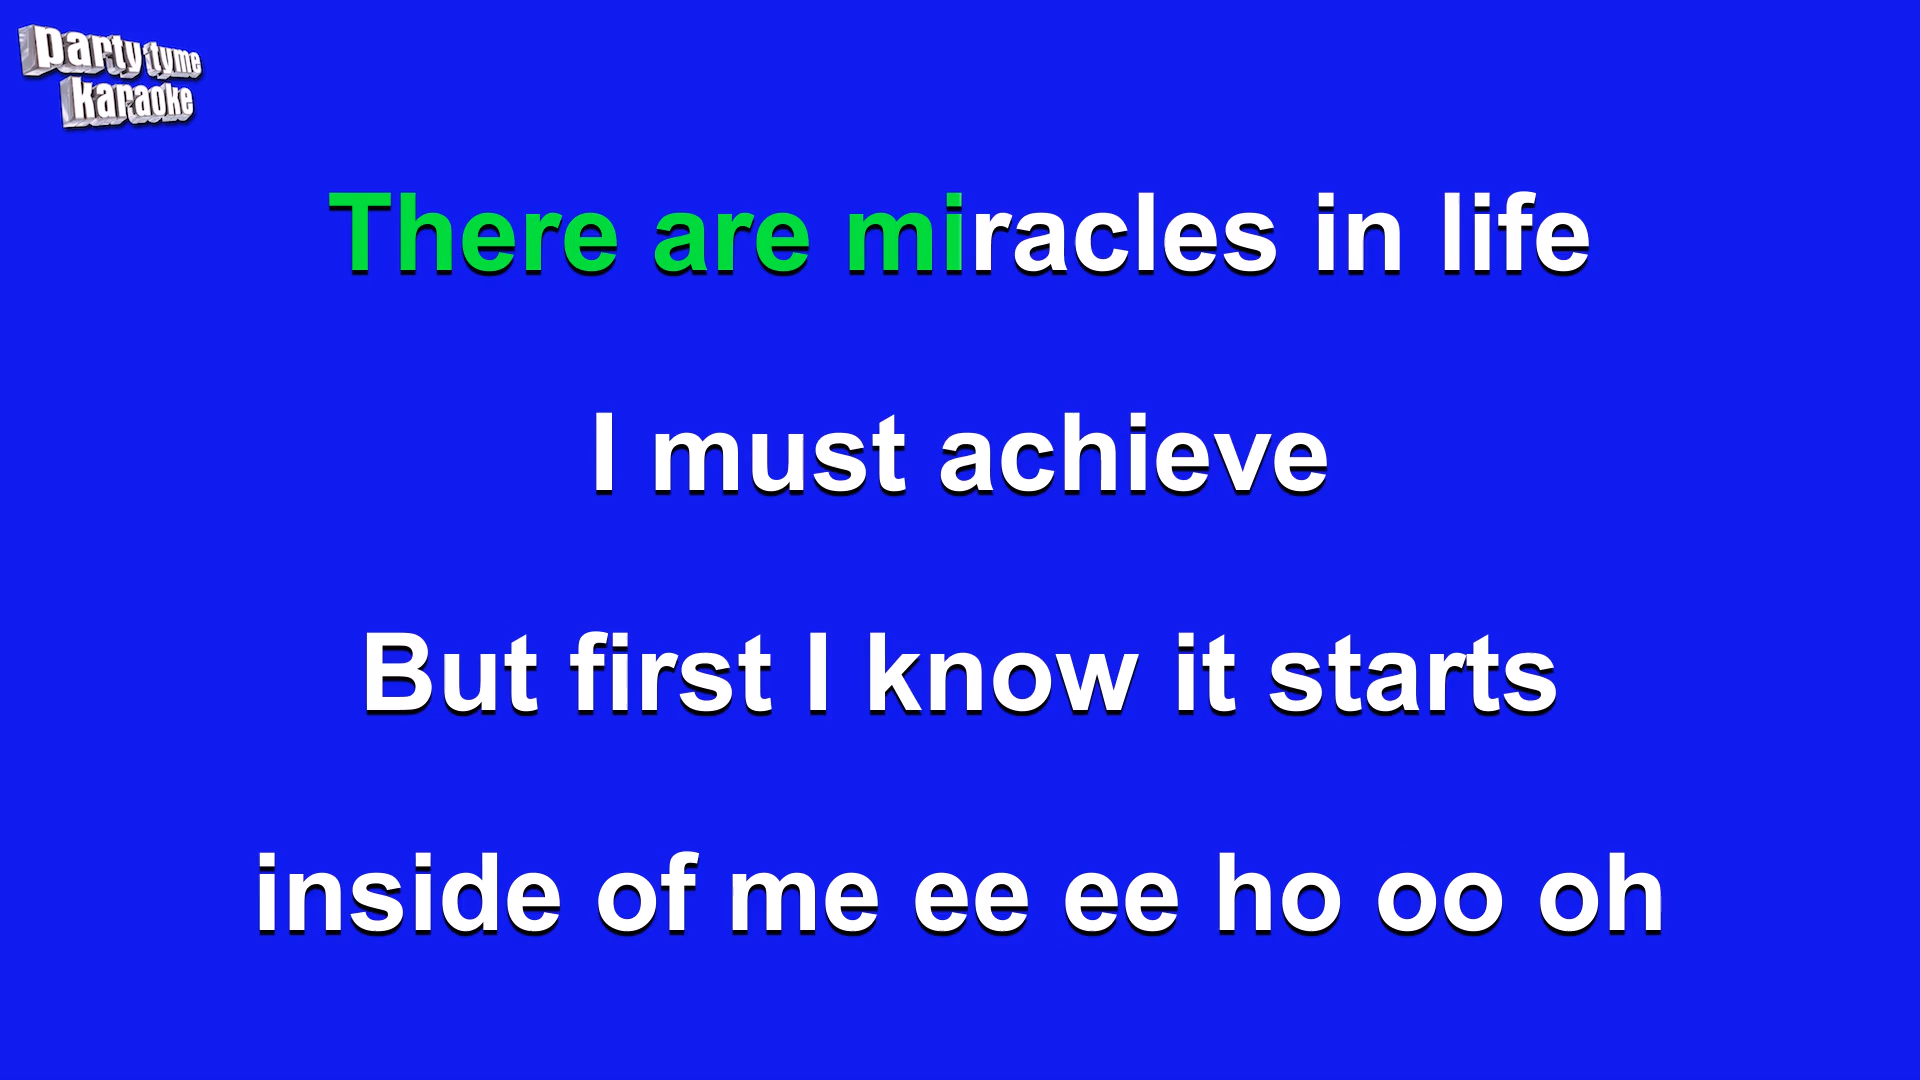 party tyme
karaoke
There are miracles in life
I must achieve
But first I know it starts
inside of me ee ee ho oo oh